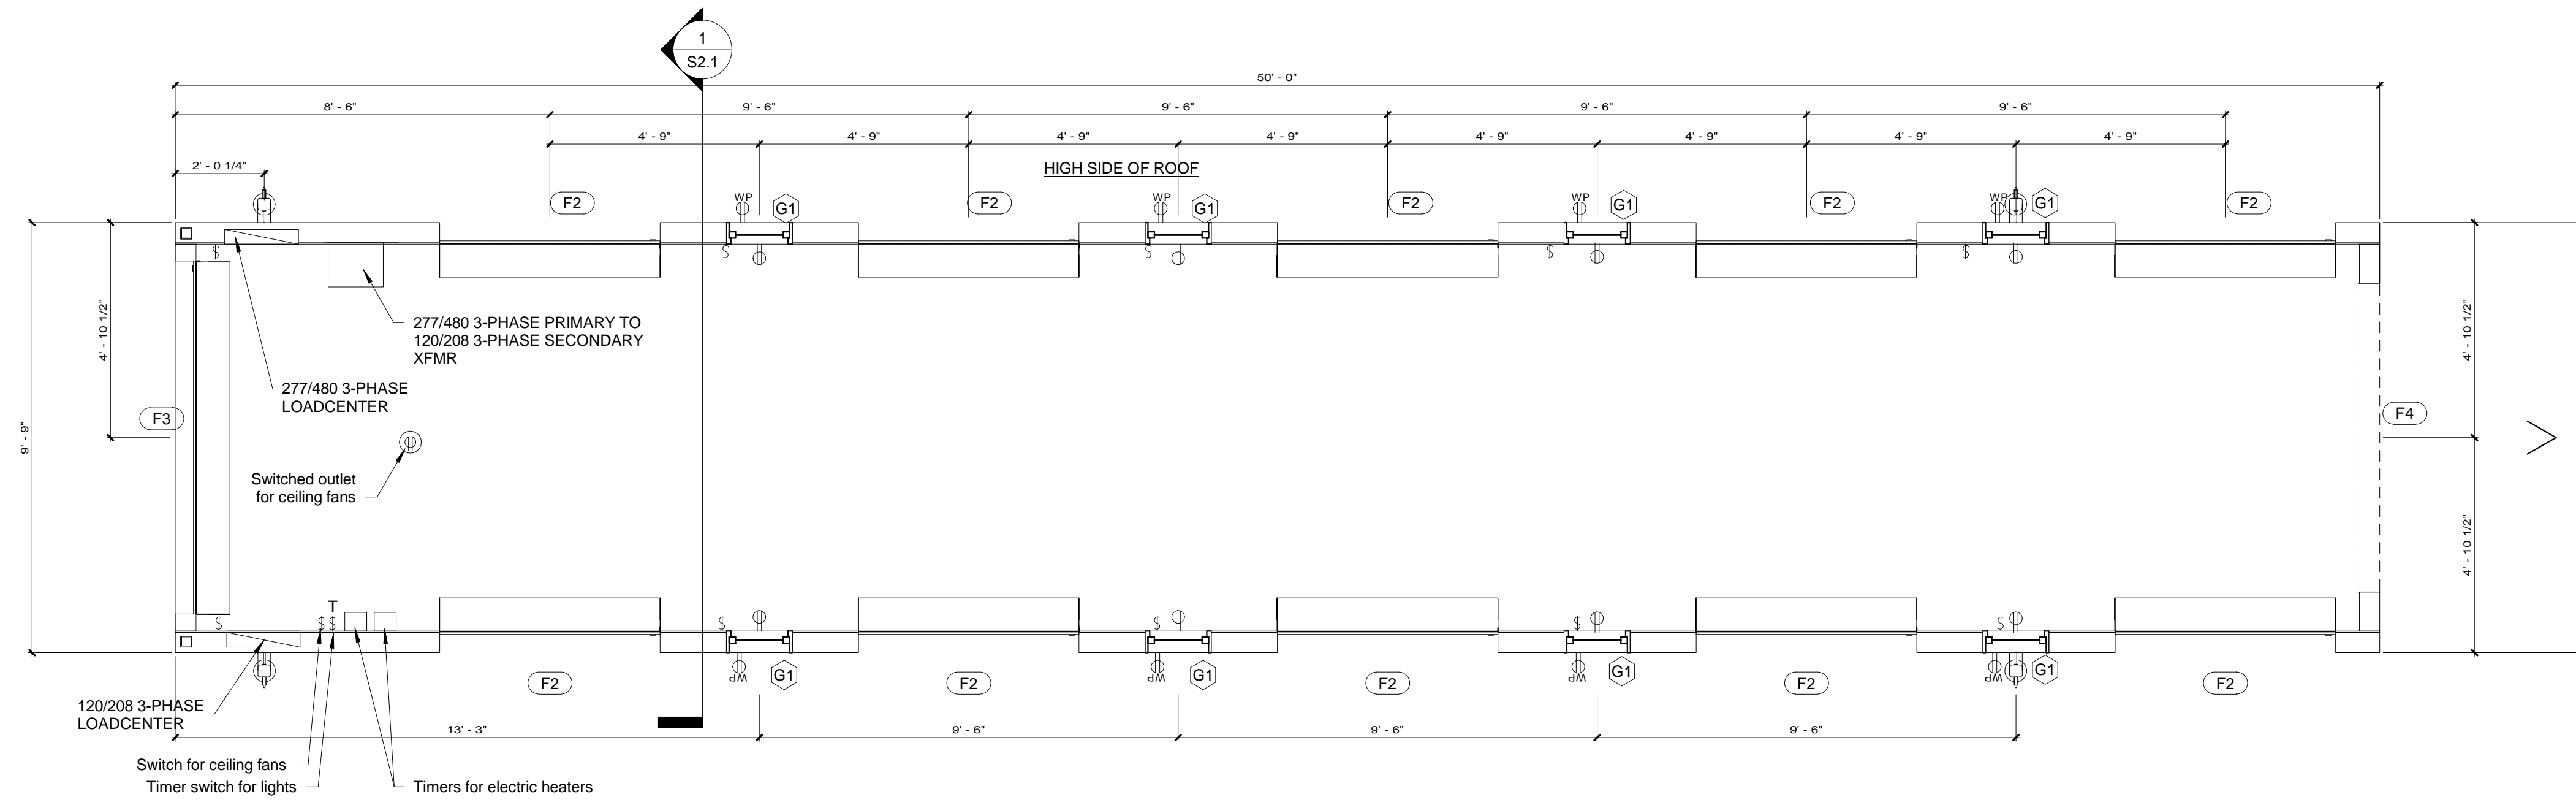 1
S2.1
50' - 0"
8' - 6"
9' - 6"
9' - 6"
9' - 6"
9' - 6"
4' - 9"
4' - 9"
4' - 9"
4' - 9"
4' - 9"
4' - 9"
4' - 9"
4' - 9"
2' - 0 1/4"
HIGH SIDE OF ROOF
F2
WP
G1
F2
WP
G1
F2
WP
G1
F2
WP
G1
F2
$
$
$
$
$
277/480 3-PHASE PRIMARY TO
120/208 3-PHASE SECONDARY
XFMR
4' - 10 1/2"
4' - 10 1/2"
277/480 3-PHASE
LOADCENTER
F3
F4
9' - 9"
Switched outlet
for ceiling fans
4' - 10 1/2"
T
$
$
$
$
$
$
$
WP
G1
WP
G1
WP
G1
WP
G1
F2
F2
F2
F2
F2
120/208 3-PHASE
LOADCENTER
13' - 3"
9' - 6"
9' - 6"
9' - 6"
Switch for ceiling fans
Timer switch for lights
Timers for electric heaters